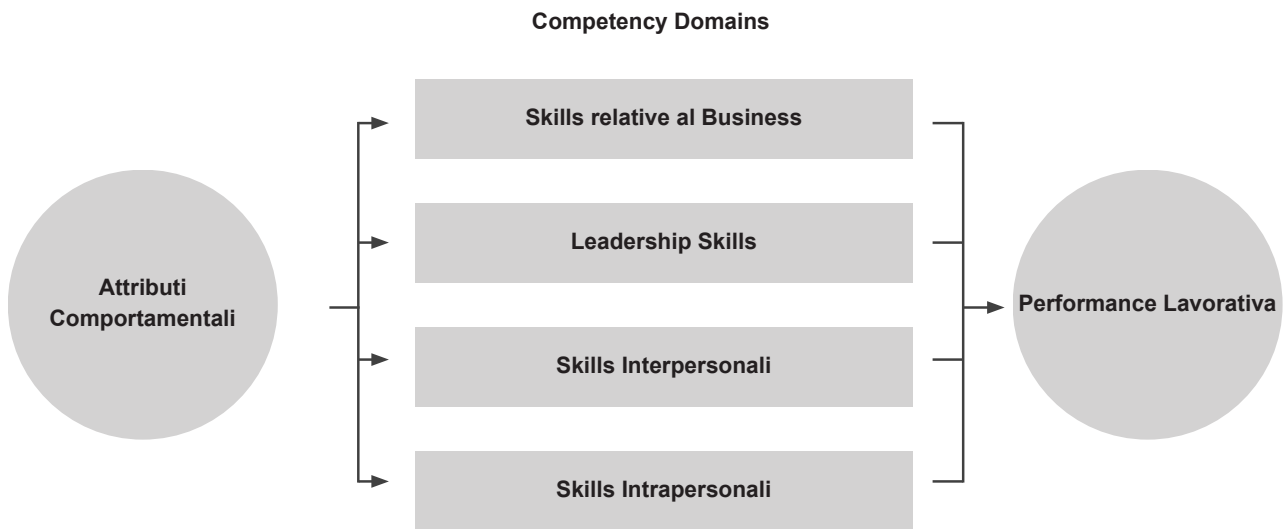 Competency Domains
Skills relative al Business
Leadership Skills
Attributi
Comportamentali
Performance Lavorativa
Skills Interpersonali
Skills Intrapersonali